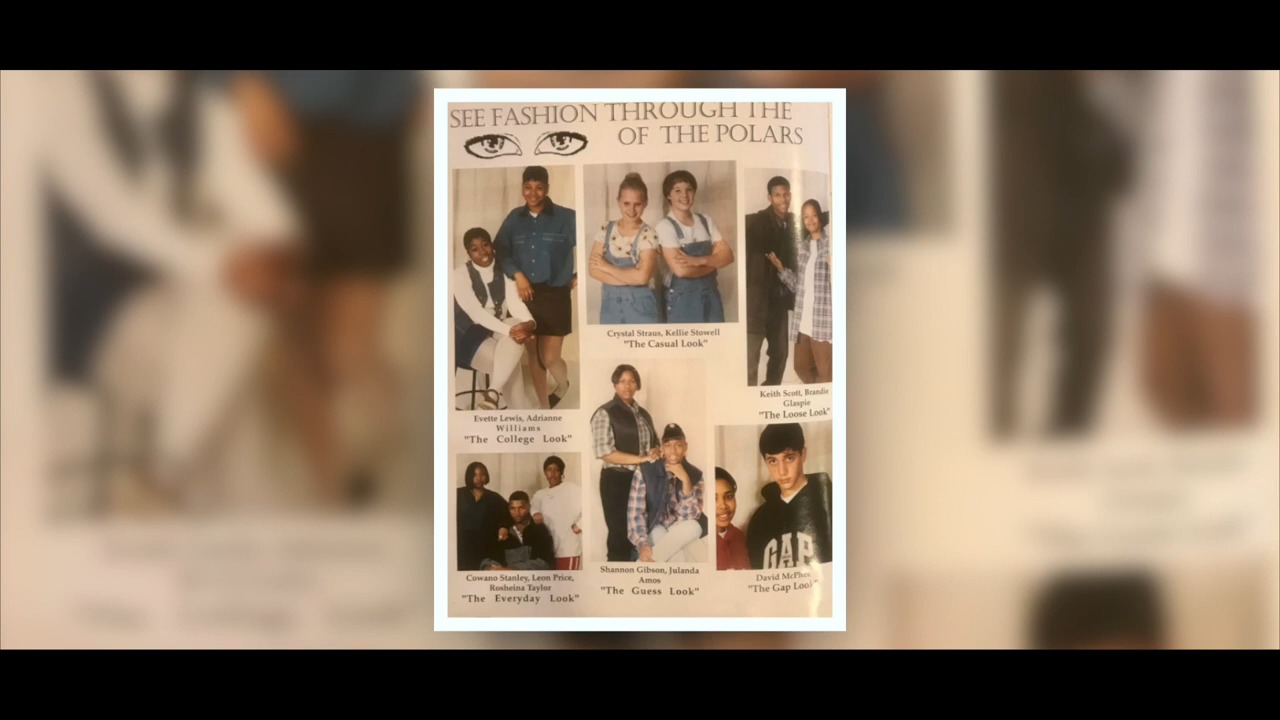 SEE FASHION THROUGH THE
OF THE POLARS
Crystal Straus, Kellie Stowell
"The Casual Look"
Keith Scott, Brandie
Glaspie
"The Loose Look"
Evette Lewis, Adrianne
Williams
"The College Look"
GAP
Cowano Stanley, Leon Price,
Rosheina Taylor
"The Everyday Look"
Shannon Gibson, Julanda
Amos
"The Guess Look"
David McPhee
"The Gap Look"